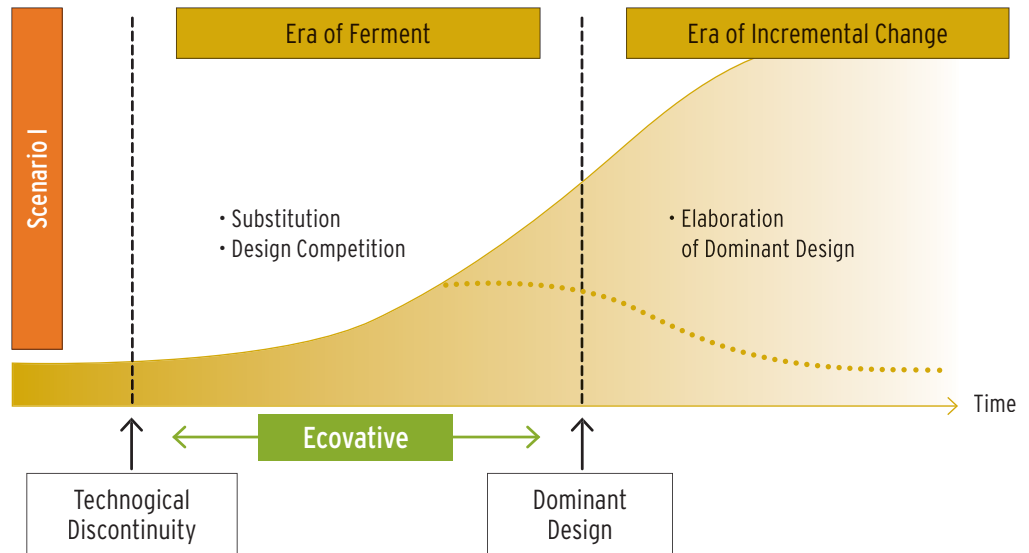 Era of Ferment
Era of Incremental Change
Scenario I
• Substitution
• Design Competition
• Elaboration
of Dominant Design
Time
Ecovative
Technogical
Discontinuity
Dominant
Design